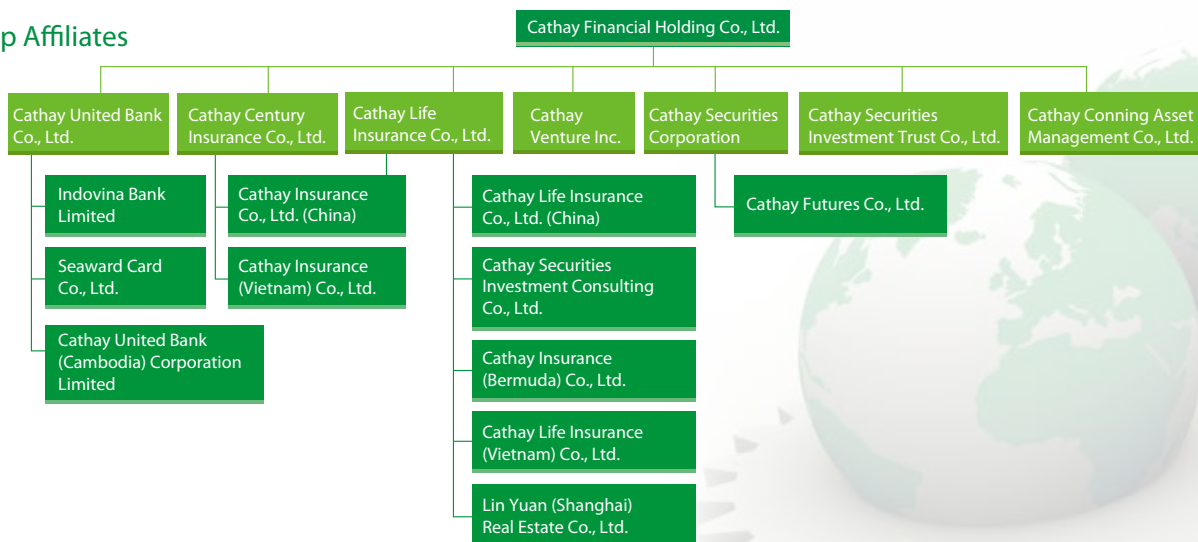 p Affiliates
Cathay Financial Holding Co., Ltd.
Cathay United Bank
Co., Ltd.
Cathay Century
Insurance Co., Ltd.
Cathay Life
Insurance Co., Ltd.
Cathay
Venture Inc.
Cathay Securities
Corporation
Cathay Securities
Investment Trust Co., Ltd.
Cathay Conning Asset
Management Co., Ltd.
Indovina Bank
Limited
Seaward Card
Co., Ltd.
Cathay United Bank
(Cambodia) Corporation
Limited
Cathay Insurance
Co., Ltd. (China)
Cathay Insurance
(Vietnam) Co., Ltd.
Cathay Life Insurance
Co., Ltd. (China)
Cathay Securities
Investment Consulting
Co., Ltd.
Cathay Insurance
(Bermuda) Co., Ltd.
Cathay Life Insurance
(Vietnam) Co., Ltd.
Lin Yuan (Shanghai)
Real Estate Co., Ltd.
Cathay Futures Co., Ltd.